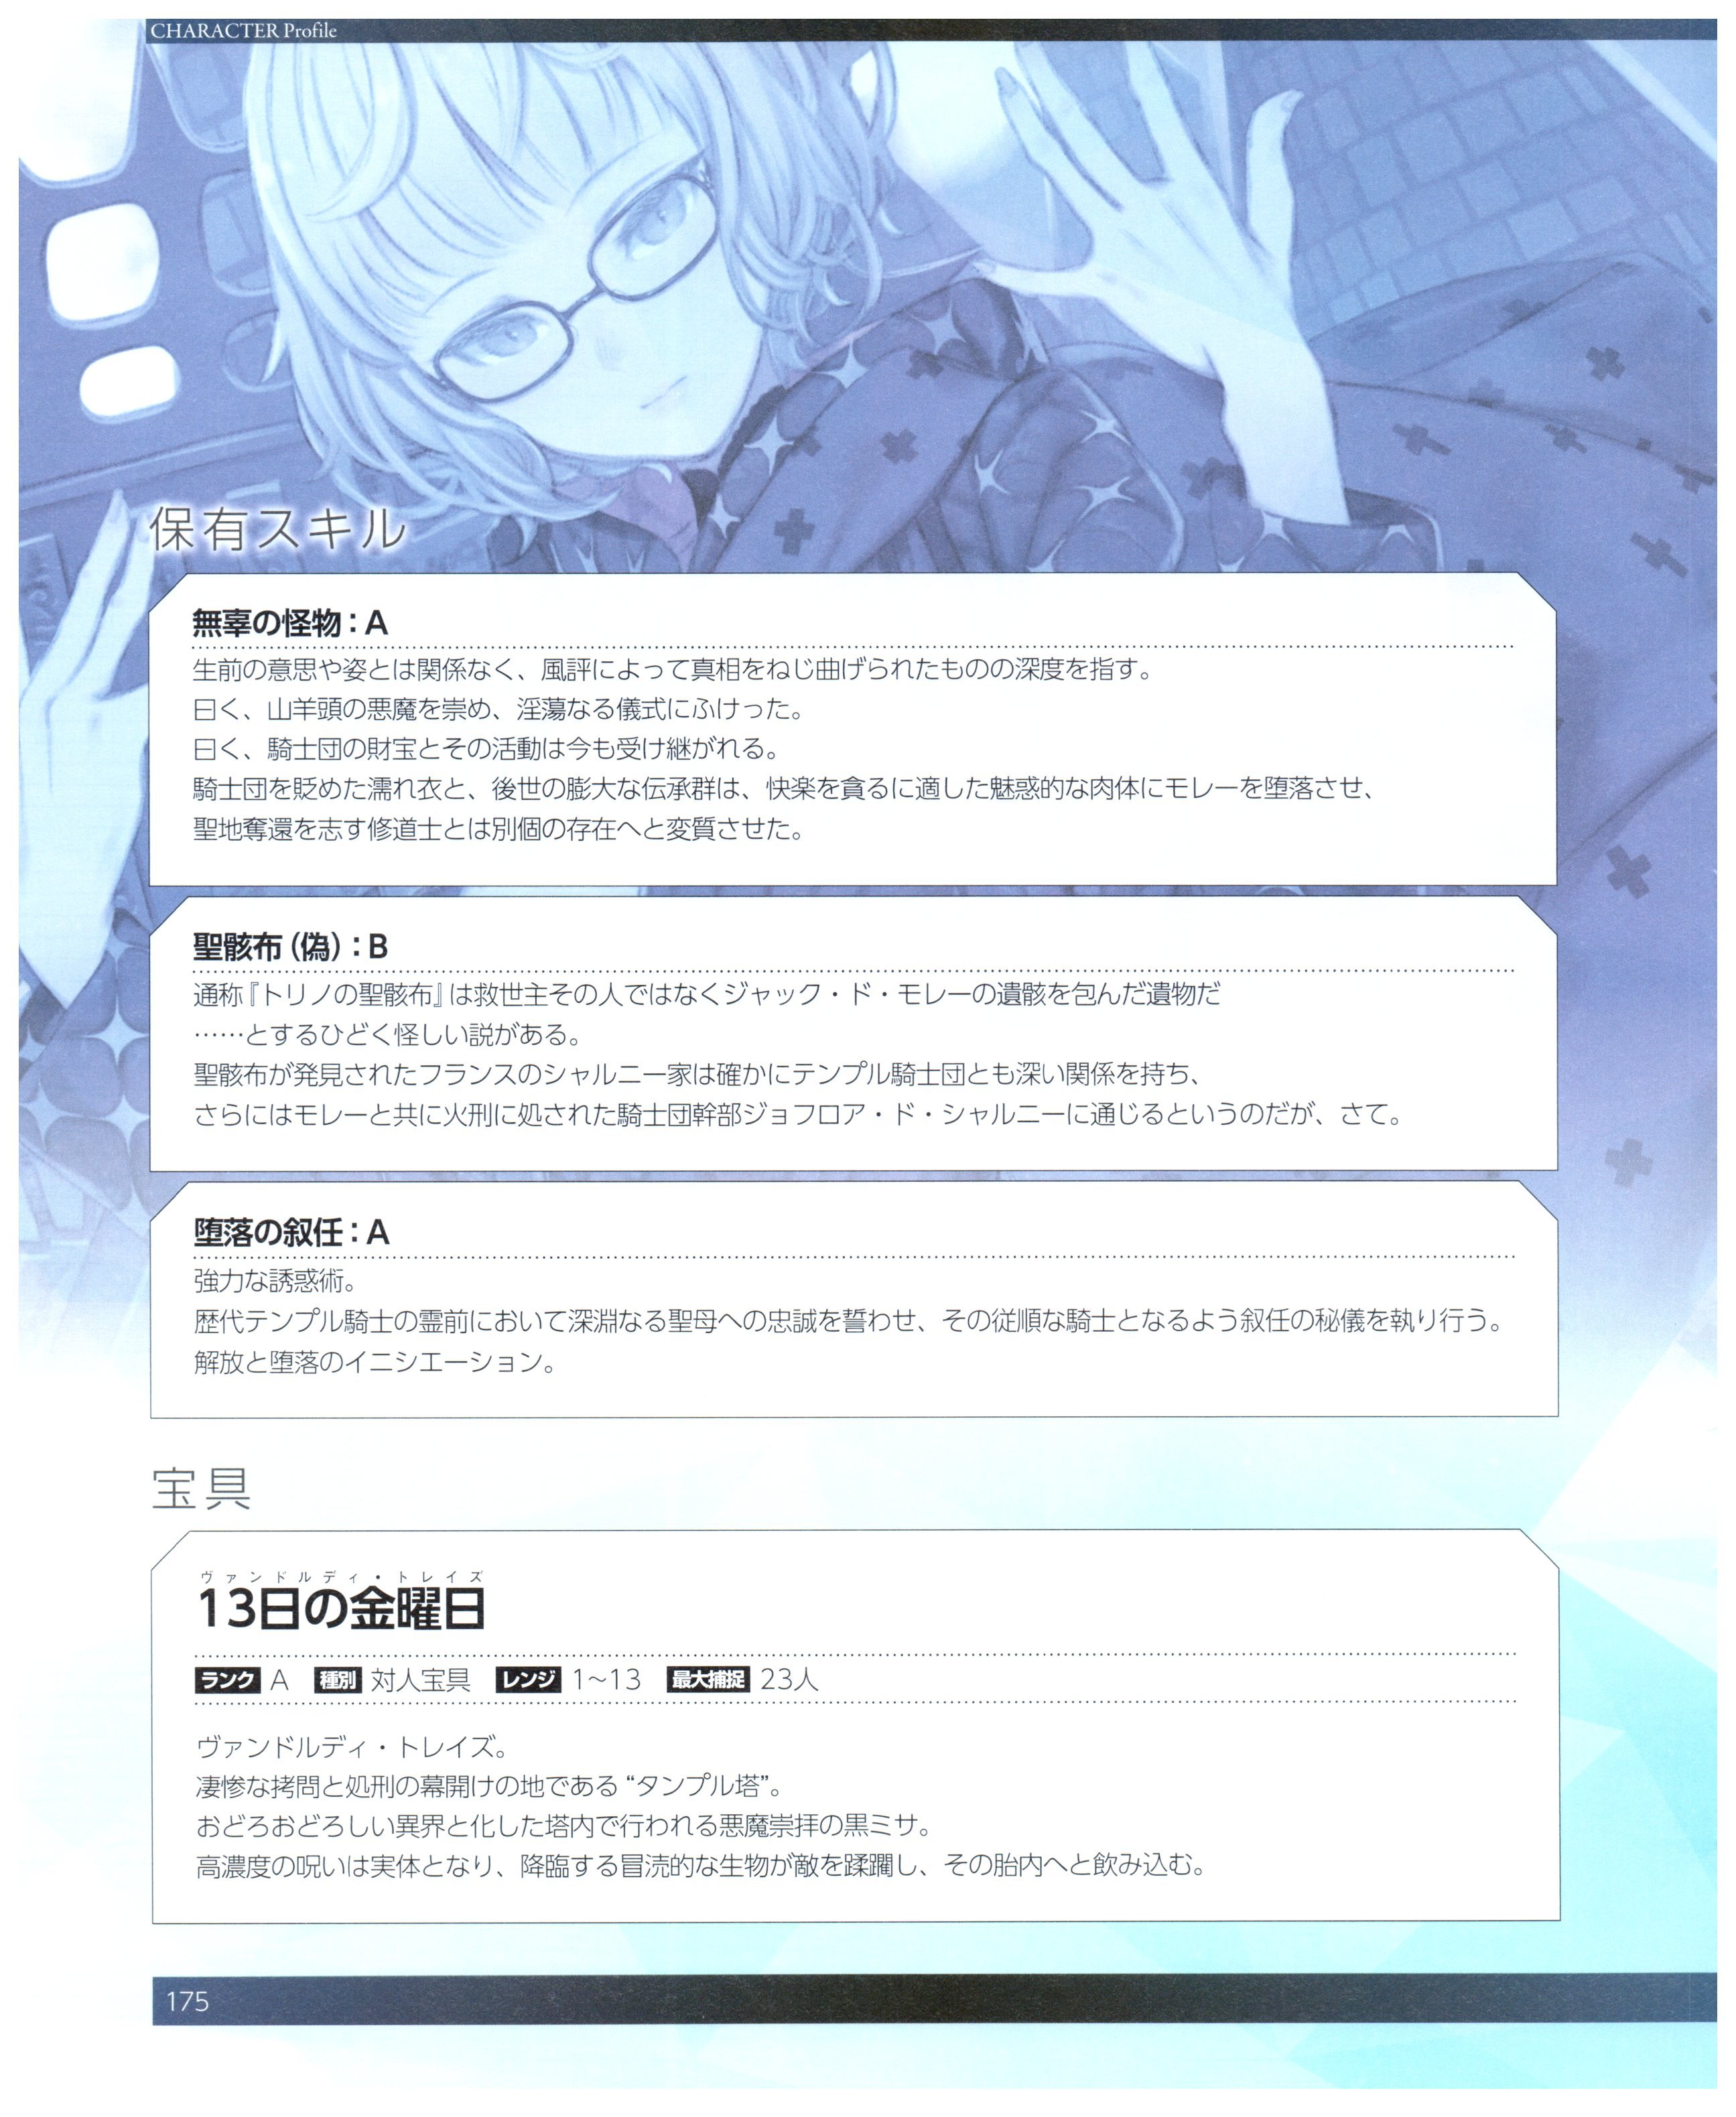 CHARACTER Profile
保有スキル
無辜の怪物：A
生前の意思や姿とは関係なく、風評によって真相をねじ曲げられたものの深度を指す。
曰く、山羊頭の悪魔を崇め、淫蕩なる儀式にふけった。
曰く、騎士団の財宝とその活動は今も受け継がれる。
騎士団を貶めた濡れ衣と、後世の膨大な伝承群は、快楽を貪るに適した魅惑的な肉体にモレーを堕落させ、
聖地奪還を志す修道士とは別個の存在へと変質させた。
聖骸布（偽）：B
通称『トリノの聖骸布』は救世主その人ではなくジャック・ド・モレーの遺骸を包んだ遺物だ
……とするひどく怪しい説がある。
聖骸布が発見されたフランスのシャルニー家は確かにテンプル騎士団とも深い関係を持ち、
さらにはモレーと共に火刑に処された騎士団幹部ジョフロア・ド・シャルニーに通じるというのだが、さて。
堕落の叙任：A
強力な誘惑術。
歴代テンプル騎士の霊前において深淵なる聖母への忠誠を誓わせ、その従順な騎士となるよう叙任の秘儀を執り行う。
解放と堕落のイニシエーション。
宝具
ヴァンドルディ・トレイズ
13日の金曜日
ランク A 種別 対人宝具 レンジ 1～13 最大捕捉 23人
ヴァンドルディ・トレイズ。
凄惨な拷問と処刑の幕開けの地である“タンプル塔”。
おどろおどろしい異界と化した塔内で行われる悪魔崇拝の黒ミサ。
高濃度の呪いは実体となり、降臨する冒涜的な生物が敵を蹂躙し、その胎内へと飲み込む。
175